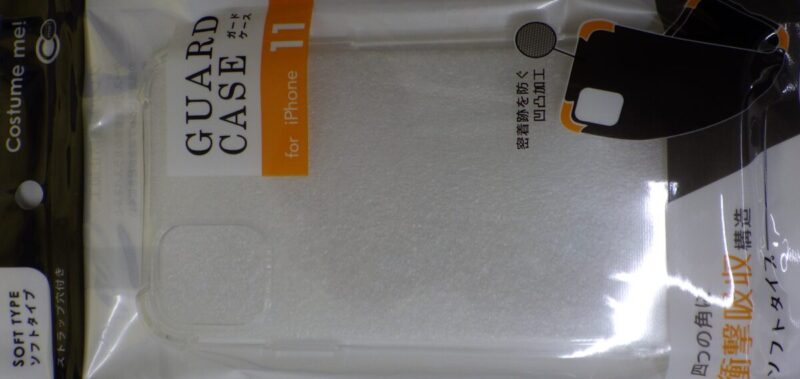 Costume me!
SOFT TYPE
ソフトタイプ
ストラップ穴付き
GUARD
CASE
ガード
ケース
for iPhone 11
密着跡を防ぐ
凹凸加工
四つの角に
衝撃吸収構造
ソフトタイプ